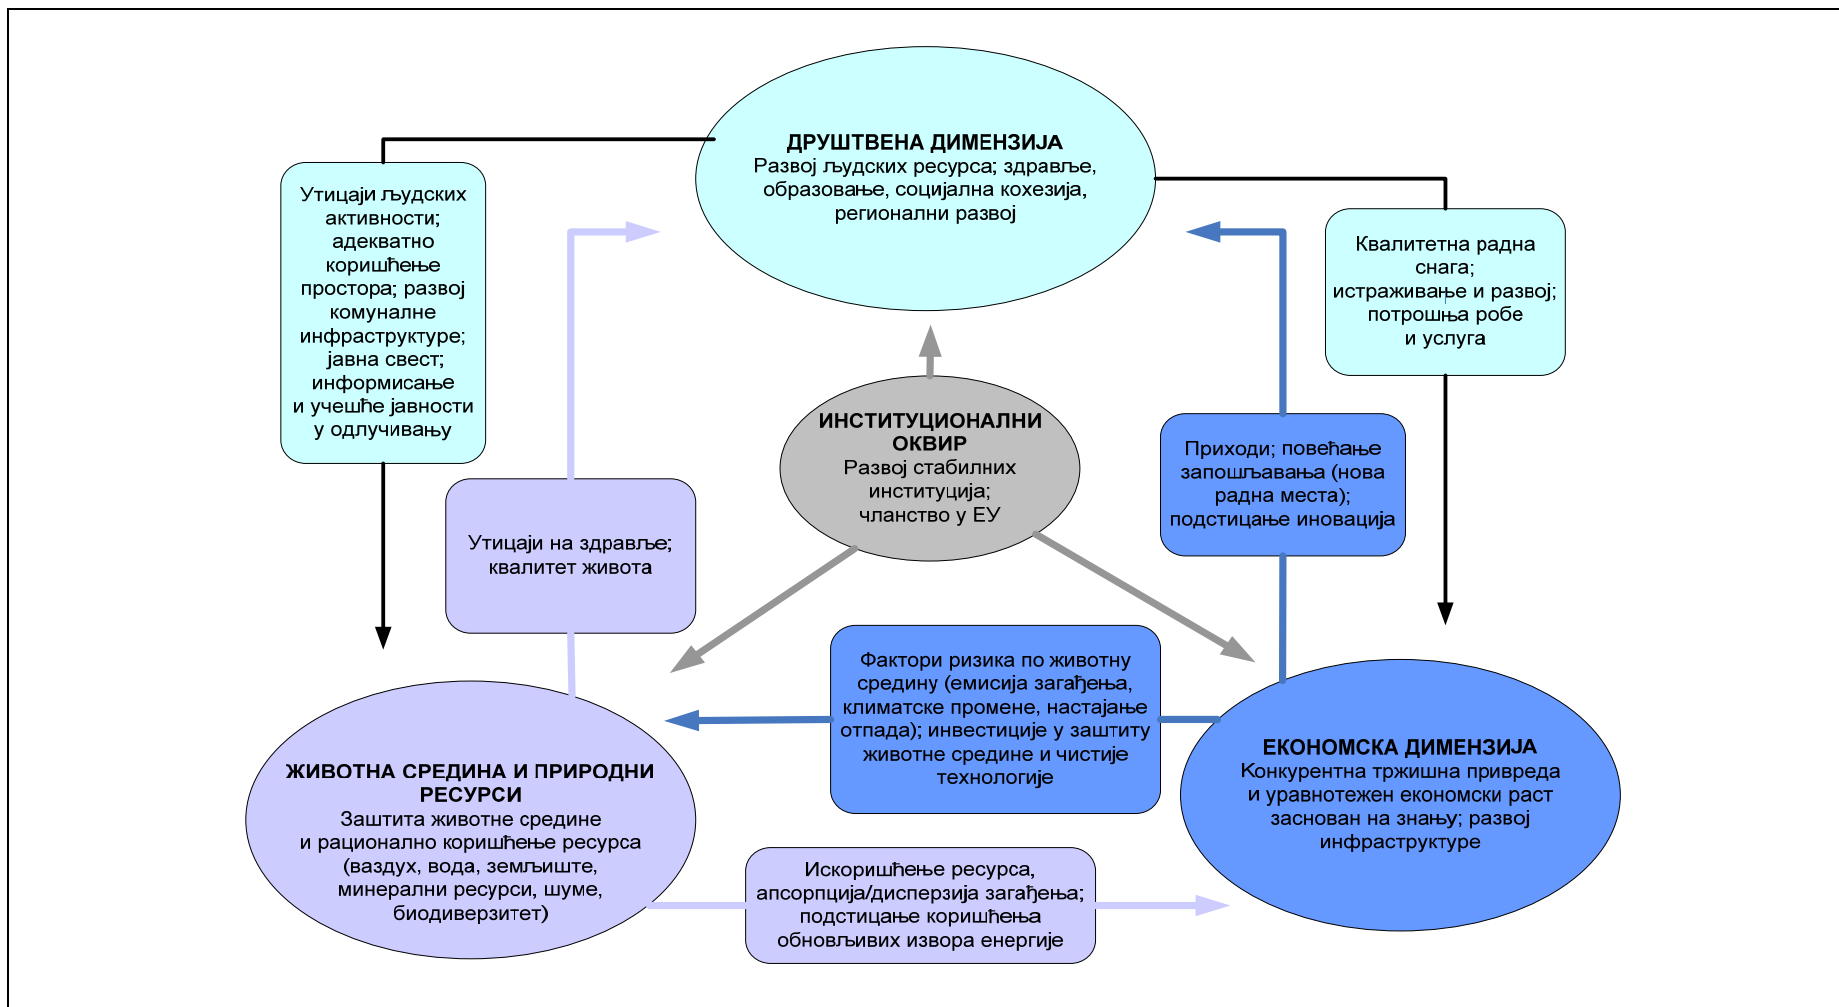 ДРУШТВЕНА ДИМЕНЗИЈА
Развој људских ресурса; здравље,
образовање, социјална кохезија,
регионални развој
Утицаји људских
активности;
адекватно
коришћење
простора; развој
комуналне
инфраструктуре;
јавна свест;
информисање
и учешће јавности
у одлучивању
Квалитетна радна
снага;
истраживање и развој;
потрошња робе
и услуга
ИНСТИТУЦИОНАЛНИ
ОКВИР
Развој стабилних
институција;
чланство у ЕУ
Приходи; повећање
запошљавања (нова
радна места);
подстицање иновација
Утицаји на здравље;
квалитет живота
Фактори ризика по животну
средину (емисија загађења,
климатске промене, настајање
отпада); инвестиције у заштиту
животне средине и чистије
технологије
ЖИВОТНА СРЕДИНА И ПРИРОДНИ
РЕСУРСИ
Заштита животне средине
и рационално коришћење ресурса
(ваздух, вода, земљиште,
минерални ресурси, шуме,
биодиверзитет)
ЕКОНОМСКА ДИМЕНЗИЈА
Конкурентна тржишна привреда
и уравнотежен економски раст
заснован на знању; развој
инфраструктуре
Искоришћење ресурса,
апсорпција/дисперзија загађења;
подстицање коришћења
обновљивих извора енергије